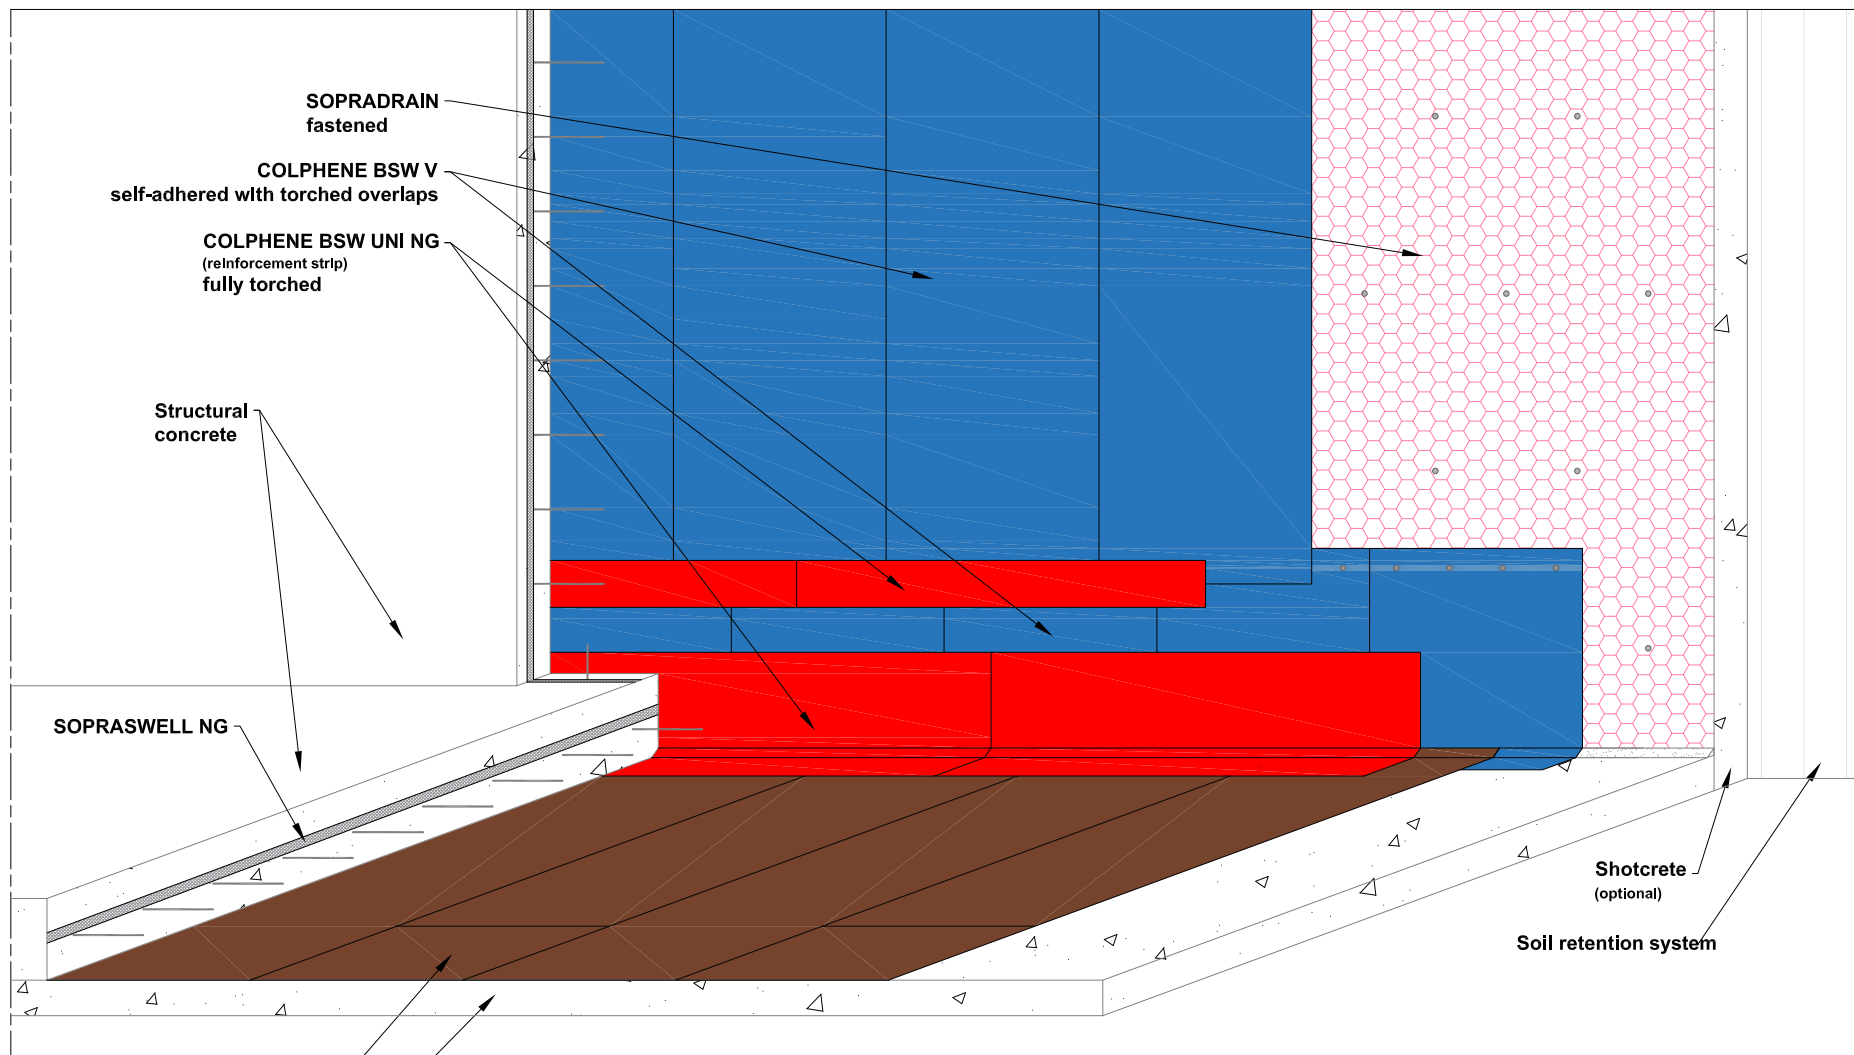 SOPRADRAIN
fastened
COLPHENE BSW V
self-adhered with torched overlaps
COLPHENE BSW UNI NG
(reinforcement strip)
fully torched
Structural
concrete
SOPRASWELL NG
Shotcrete
(optional)
Soil retention system